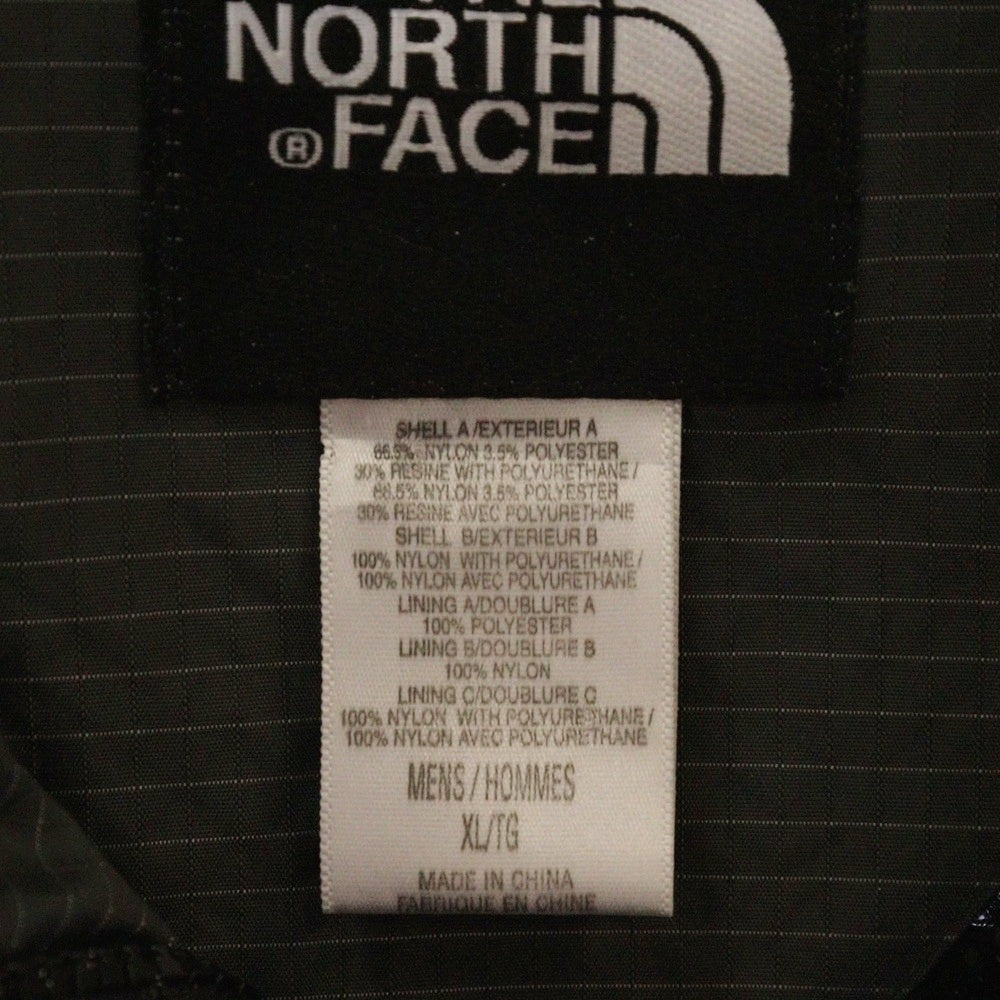 THE
NORTH
® FACE
SHELL A/EXTERIEUR A
66.5% NYLON 3.5% POLYESTER
30% RESINE WITH POLYURETHANE /
66.5% NYLON 3.5% POLYESTER
30% RESINE AVEC POLYURETHANE
SHELL B/EXTERIEUR B
100% NYLON WITH POLYURETHANE /
100% NYLON AVEC POLYURETHANE
LINING A/DOUBLURE A
100% POLYESTER
LINING B/DOUBLURE B
100% NYLON
LINING C/DOUBLURE C
100% NYLON WITH POLYURETHANE /
100% NYLON AVEC POLYURETHANE
MENS / HOMMES
XL/TG
MADE IN CHINA
FABRIQUE EN CHINE